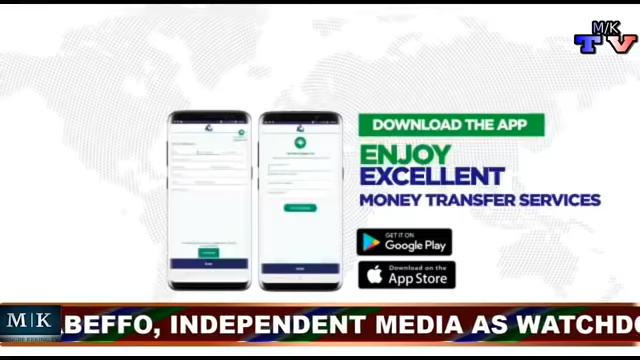 M/K
TV
DOWNLOAD THE APP
ENJOY
EXCELLENT
MONEY TRANSFER SERVICES
GET IT ON
Google Play
Download on the
App Store
M|K
ABEFFO, INDEPENDENT MEDIA AS WATCHDO